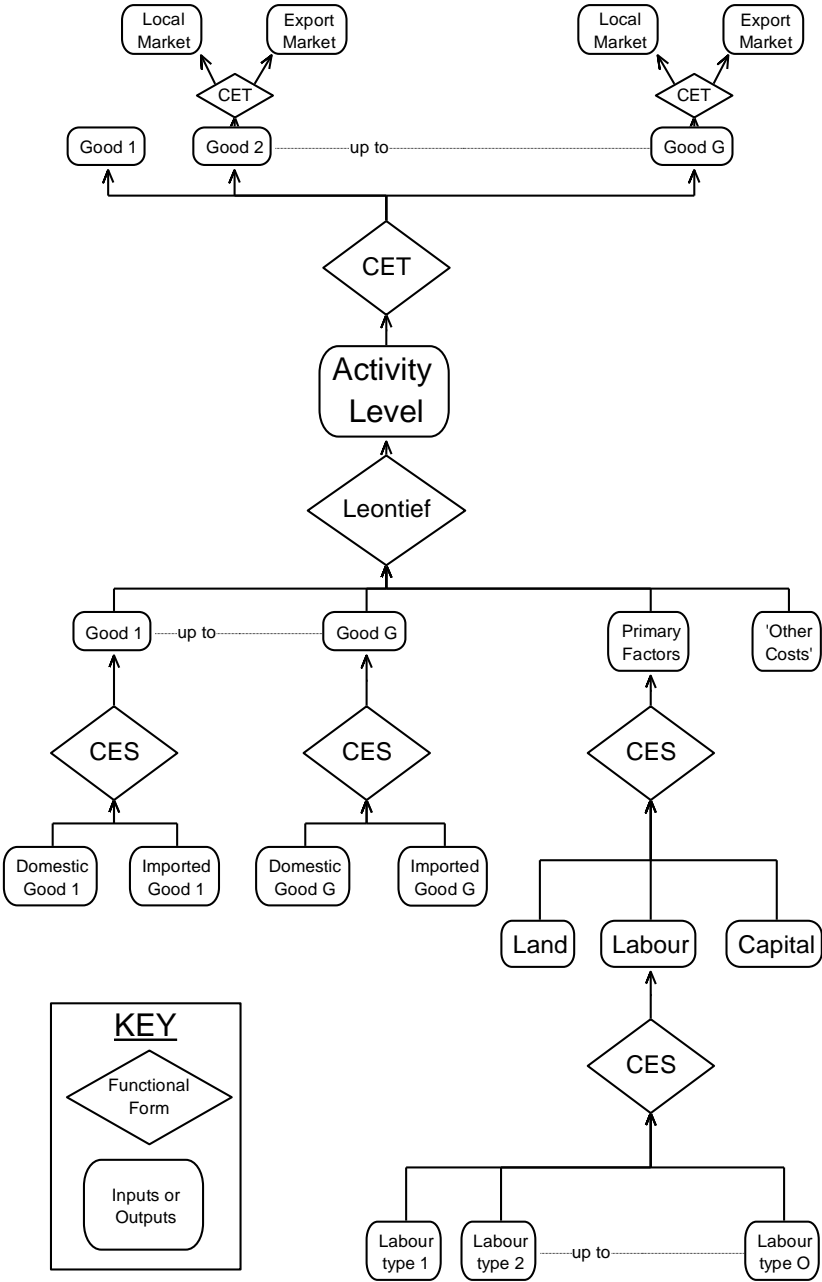 Local
Market
Export
Market
Local
Market
Export
Market
CET
CET
Good 1
Good 2
up to
Good G
CET
Activity
Level
Leontief
Good 1
up to
Good G
Primary
Factors
'Other
Costs'
CES
CES
CES
Domestic
Good 1
Imported
Good 1
Domestic
Good G
Imported
Good G
Land
Labour
Capital
KEY
Functional
Form
Inputs or
Outputs
CES
Labour
type 1
Labour
type 2
up to
Labour
type O